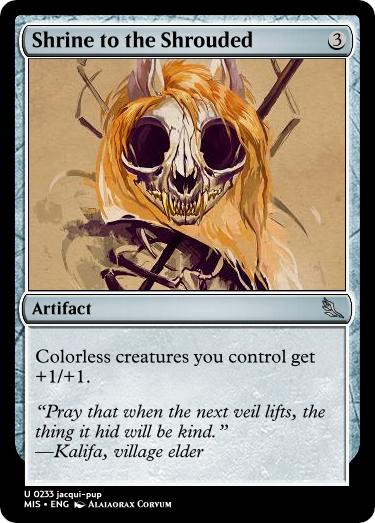 Shrine to the Shrouded
3
Artifact
Colorless creatures you control get
+1/+1.
“Pray that when the next veil lifts, the
thing it hid will be kind.”
—Kalifa, village elder
U 0233 jacqui-pup
MIS • ENG Alaiaorax Corvum